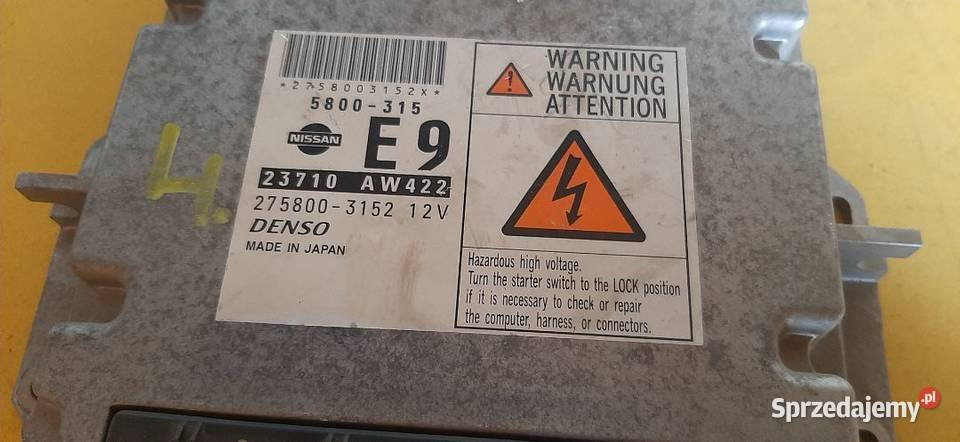 *2758003152X*
5800-315
NISSAN
E9
23710 AW422
275800-3152 12V
DENSO
MADE IN JAPAN
WARNING
WARNUNG
ATTENTION
Hazardous high voltage.
Turn the starter switch to the LOCK position
if it is necessary to check or repair
the computer, harness, or connectors.
4.
Sprzedajemy.pl